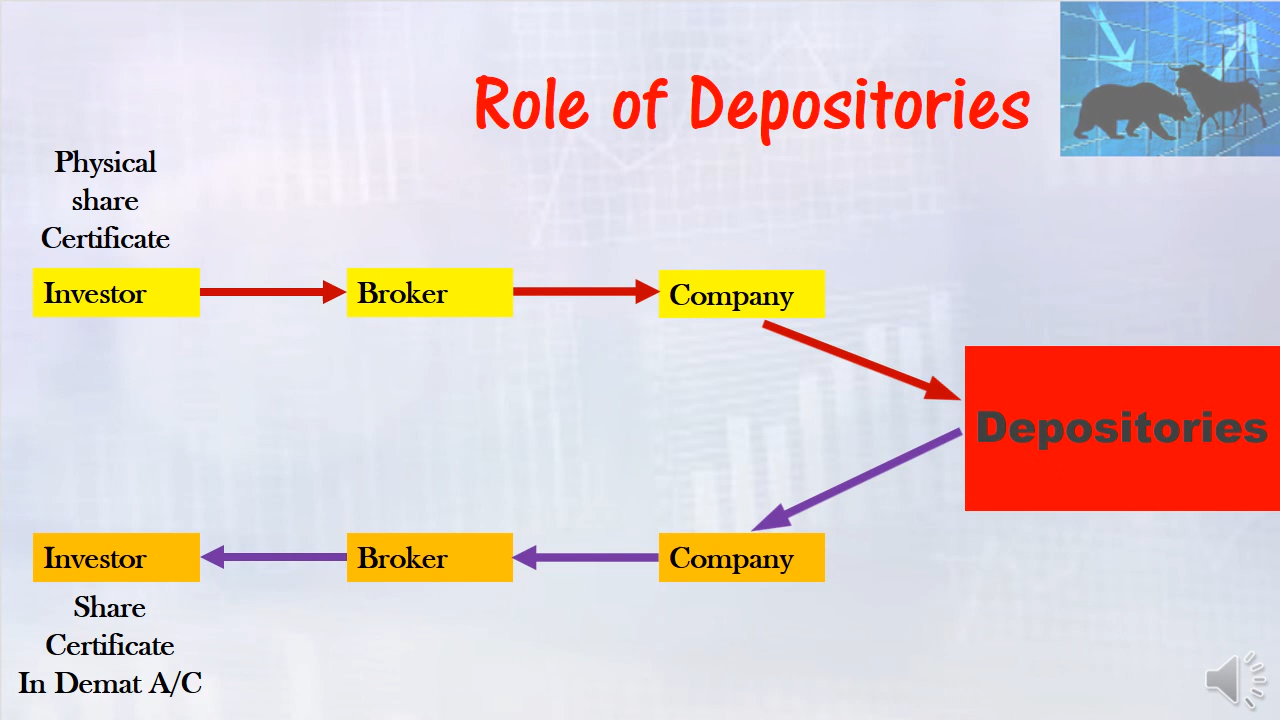 Role of Depositories
Physical
share
Certificate
Investor
Broker
Company
Depositories
Investor
Broker
Company
Share
Certificate
In Demat A/C